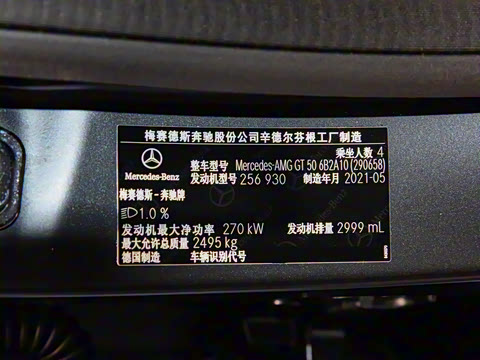 梅赛德斯奔驰股份公司辛德尔芬根工厂制造
乘坐人数 4
Mercedes-Benz
整车型号 Mercedes-AMG GT 50 6B2A10 (290658)
发动机型号 256 930 制造年月 2021-05
梅赛德斯-奔驰牌
1.0 %
发动机最大净功率 270 kW 发动机排量 2999 mL
最大允许总质量 2495 kg
德国制造 车辆识别代号